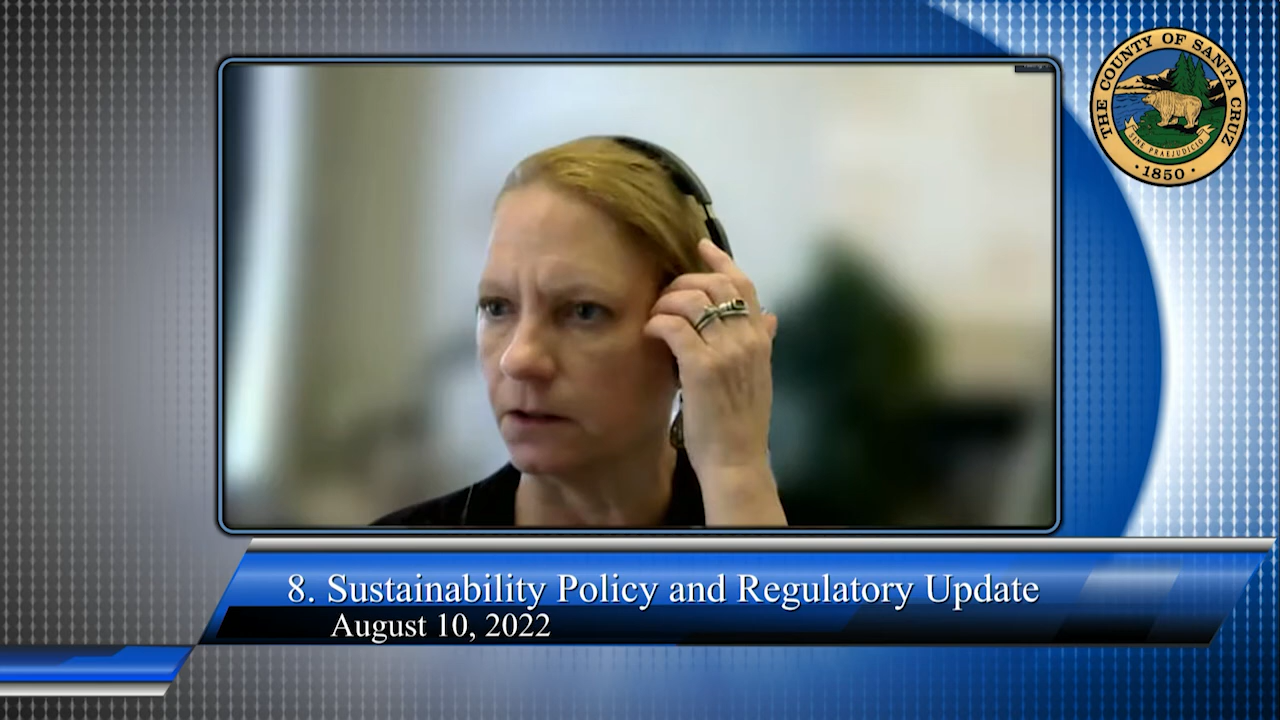 THE COUNTY OF SANTA CRUZ
SINE PRAEJUDICIO
• 1850 •
8. Sustainability Policy and Regulatory Update
August 10, 2022